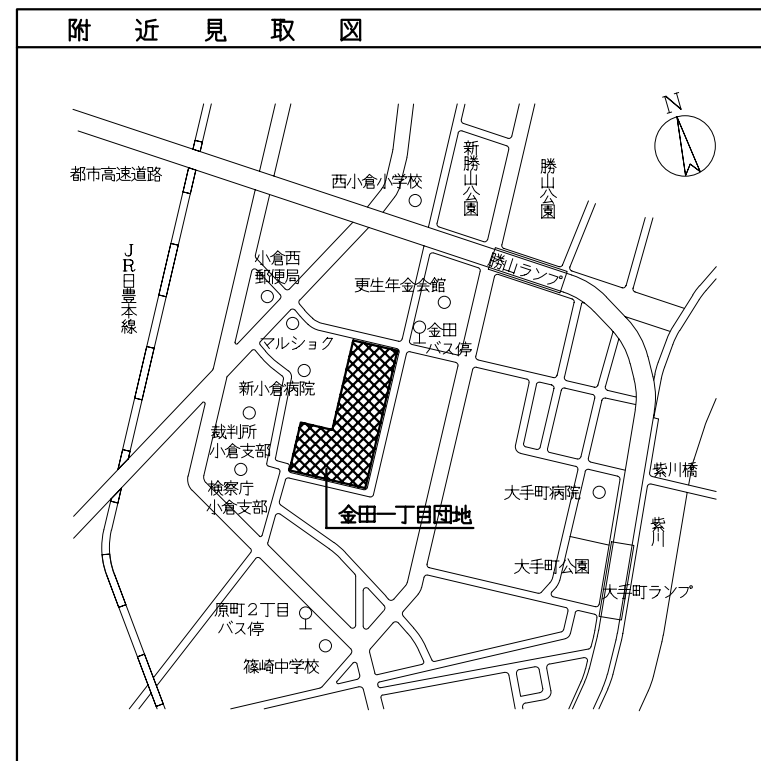 附近見取図
N
都市高速道路
西小倉小学校
新勝山公園
勝山公園
JR日豊本線
小倉西
郵便局
更生年金会館
勝山ランプ
金田
バス停
マルショク
新小倉病院
裁判所
小倉支部
検察庁
小倉支部
金田一丁目団地
大手町病院
紫川橋
紫川
大手町公園
大手町ランプ
原町2丁目
バス停
篠崎中学校